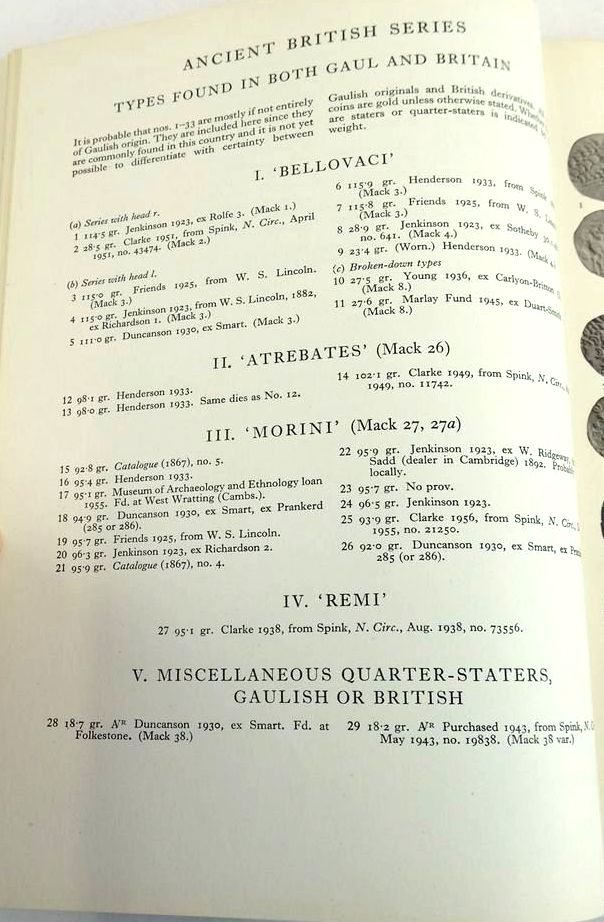 ANCIENT BRITISH SERIES
TYPES FOUND IN BOTH GAUL AND BRITAIN
It is probable that nos. 1–33 are mostly if not entirely
of Gaulish origin. They are included here since they
are commonly found in this country and it is not yet
possible to differentiate with certainty between
Gaulish originals and British
coins are gold unless otherwise stated.
are staters or quarter-staters is indicated
weight.
I. ‘BELLOVACI’
(a) Series with head r.
1 114·5 gr. Jenkinson 1923, ex Rolfe 3. (Mack 1.)
2 28·5 gr. Clarke 1951, from Spink, N. Circ., April
1951, no. 43474. (Mack 2.)
(b) Series with head l.
3 115·0 gr. Friends 1925, from W. S. Lincoln.
(Mack 3.)
4 115·0 gr. Jenkinson 1923, from W. S. Lincoln, 1882,
ex Richardson 1. (Mack 3.)
5 111·0 gr. Duncanson 1930, ex Smart. (Mack 3.)
6 115·9 gr. Henderson 1933, from Spink
(Mack 3.)
7 115·8 gr. Friends 1925, from W. S.
(Mack 3.)
8 28·9 gr. Jenkinson 1923, ex Sotheby
no. 641. (Mack 4.)
9 23·4 gr. (Worn.) Henderson 1933. (Mack
(c) Broken-down types
10 27·5 gr. Young 1936, ex Carlyon-Britton
(Mack 8.)
11 27·6 gr. Marlay Fund 1945, ex
(Mack 8.)
II. ‘ATREBATES’ (Mack 26)
12 98·1 gr. Henderson 1933.
13 98·0 gr. Henderson 1933. Same dies as No. 12.
14 102·1 gr. Clarke 1949, from Spink, N. Circ.,
1949, no. 11742.
III. ‘MORINI’ (Mack 27, 27a)
15 92·8 gr. Catalogue (1867), no. 5.
16 95·4 gr. Henderson 1933.
17 95·1 gr. Museum of Archaeology and Ethnology loan
1955. Fd. at West Wratting (Cambs.).
18 94·9 gr. Duncanson 1930, ex Smart, ex Prankerd
(285 or 286).
19 95·7 gr. Friends 1925, from W. S. Lincoln.
20 96·3 gr. Jenkinson 1923, ex Richardson 2.
21 95·9 gr. Catalogue (1867), no. 4.
22 95·9 gr. Jenkinson 1923, ex W. Ridgeway,
Sadd (dealer in Cambridge) 1892.
locally.
23 95·7 gr. No prov.
24 96·5 gr. Jenkinson 1923.
25 93·9 gr. Clarke 1956, from Spink, N. Circ.,
1955, no. 21250.
26 92·0 gr. Duncanson 1930, ex Smart, ex
285 (or 286).
IV. ‘REMI’
27 95·1 gr. Clarke 1938, from Spink, N. Circ., Aug. 1938, no. 73556.
V. MISCELLANEOUS QUARTER-STATERS,
GAULISH OR BRITISH
28 18·7 gr. A/R Duncanson 1930, ex Smart. Fd. at
Folkestone. (Mack 38.)
29 18·2 gr. A/R Purchased 1943, from Spink, N.
May 1943, no. 19838. (Mack 38 var.)